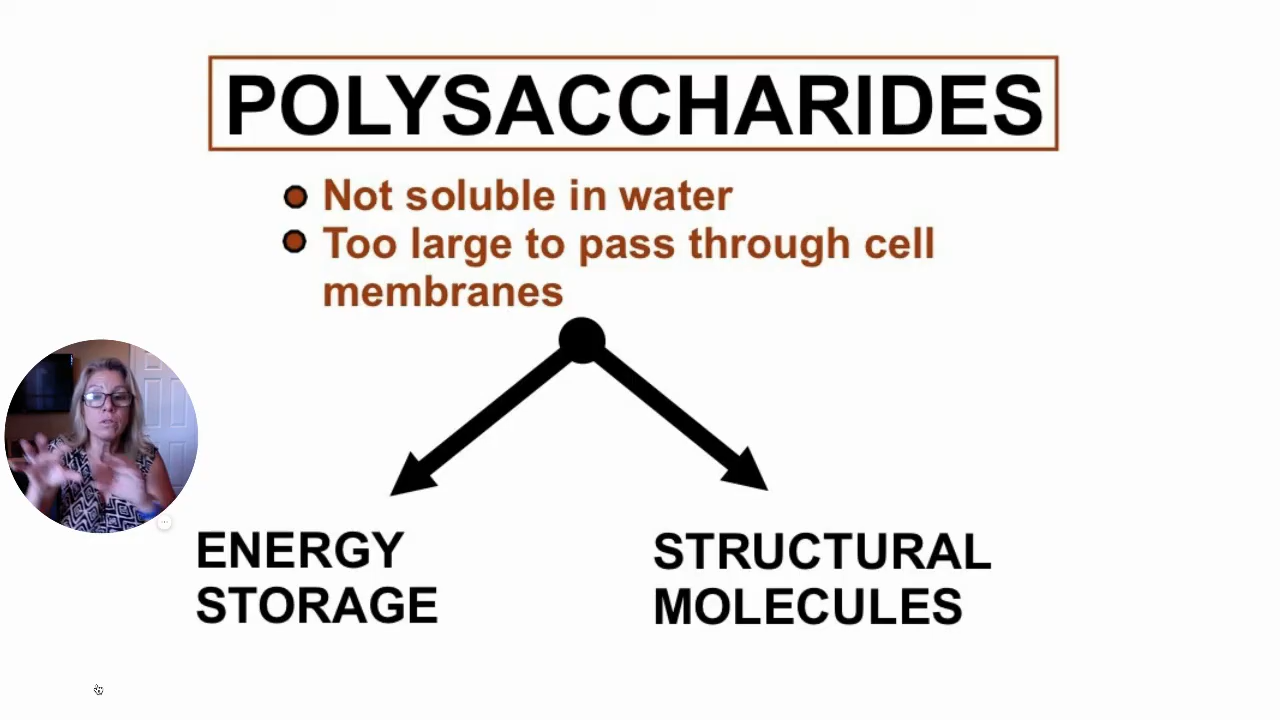 POLYSACCHARIDES
Not soluble in water
Too large to pass through cell
membranes
ENERGY
STORAGE
STRUCTURAL
MOLECULES